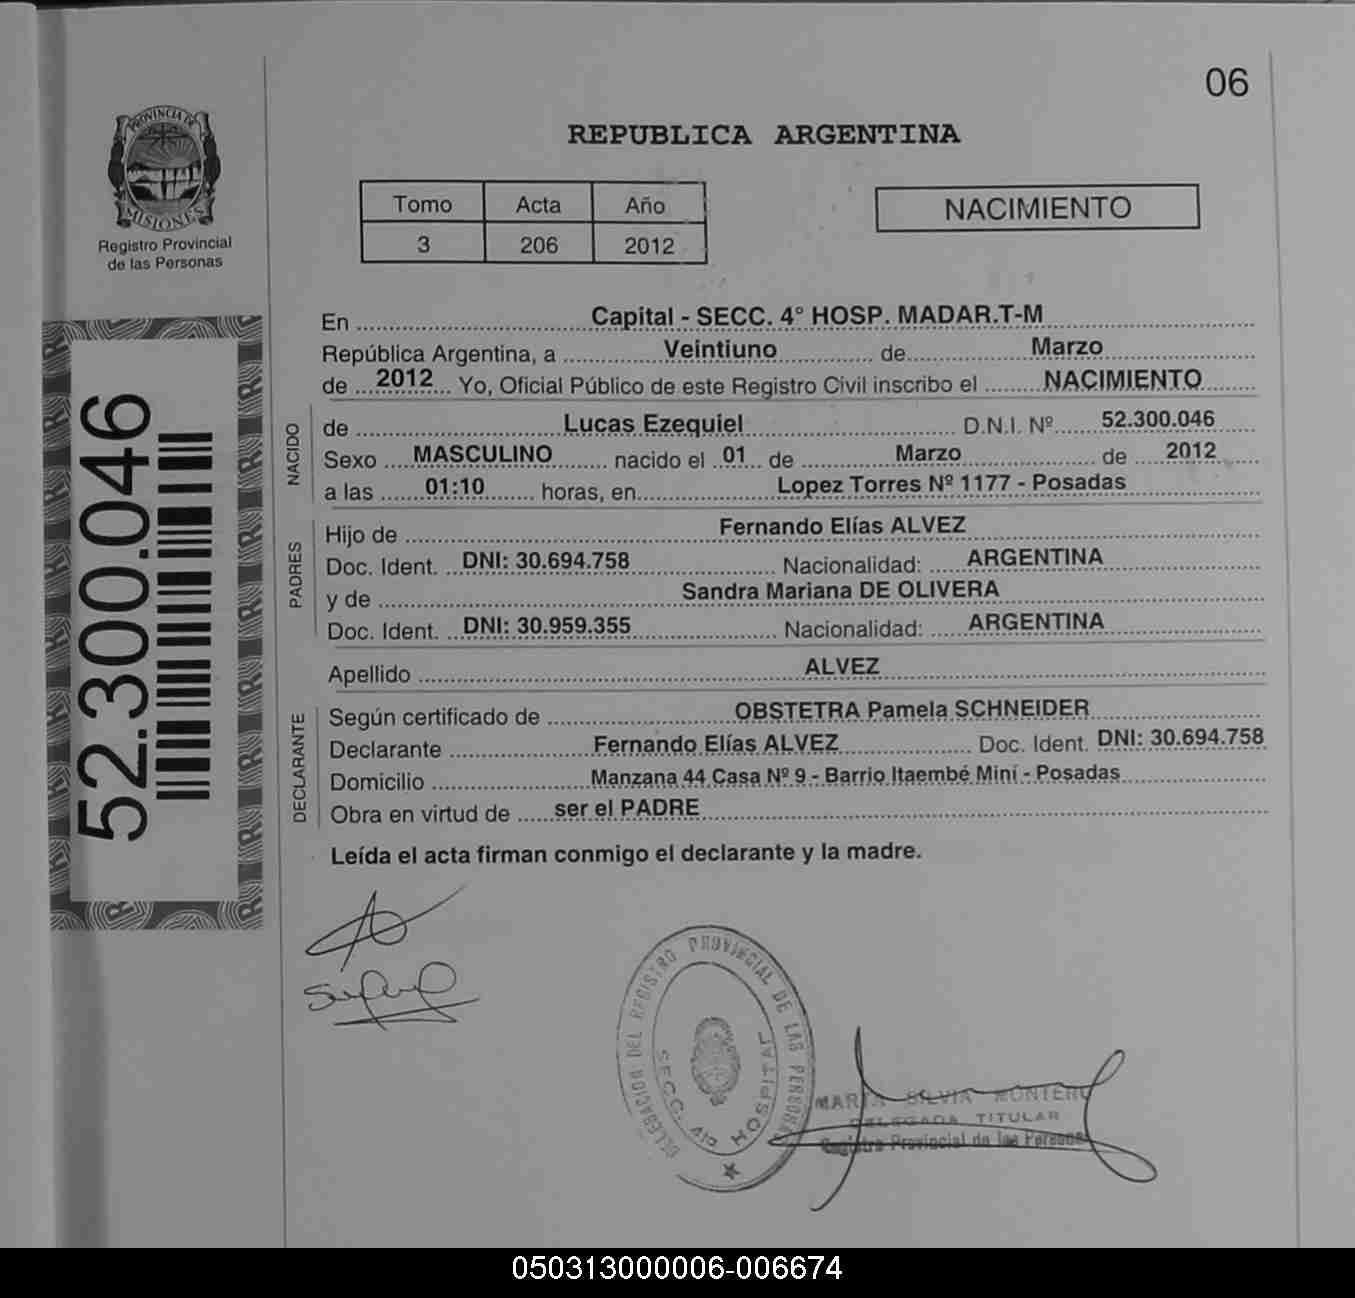 06
PROVINCIA DE
MISIONES
Registro Provincial
de las Personas
REPUBLICA ARGENTINA
Tomo Acta Año
3 206 2012
NACIMIENTO
En Capital - SECC. 4° HOSP. MADAR.T-M
República Argentina, a Veintiuno de Marzo
de 2012 Yo, Oficial Público de este Registro Civil inscribo el NACIMIENTO
NACIDO
de Lucas Ezequiel D.N.I. Nº 52.300.046
Sexo MASCULINO nacido el 01 de Marzo de 2012
a las 01:10 horas, en Lopez Torres Nº 1177 - Posadas
PADRES
Hijo de Fernando Elías ALVEZ
Doc. Ident. DNI: 30.694.758 Nacionalidad: ARGENTINA
y de Sandra Mariana DE OLIVERA
Doc. Ident. DNI: 30.959.355 Nacionalidad: ARGENTINA
Apellido ALVEZ
DECLARANTE
Según certificado de OBSTETRA Pamela SCHNEIDER
Declarante Fernando Elías ALVEZ Doc. Ident. DNI: 30.694.758
Domicilio Manzana 44 Casa Nº 9 - Barrio Itaembé Miní - Posadas
Obra en virtud de ser el PADRE
Leída el acta firman conmigo el declarante y la madre.
52.300.046
DELEGACION DEL REGISTRO PROVINCIAL DE LAS PERSONAS
SECC. 4ta HOSPITAL
MARTA SILVIA MONTERO
DELEGADA TITULAR
Registro Provincial de las Personas
050313000006-006674